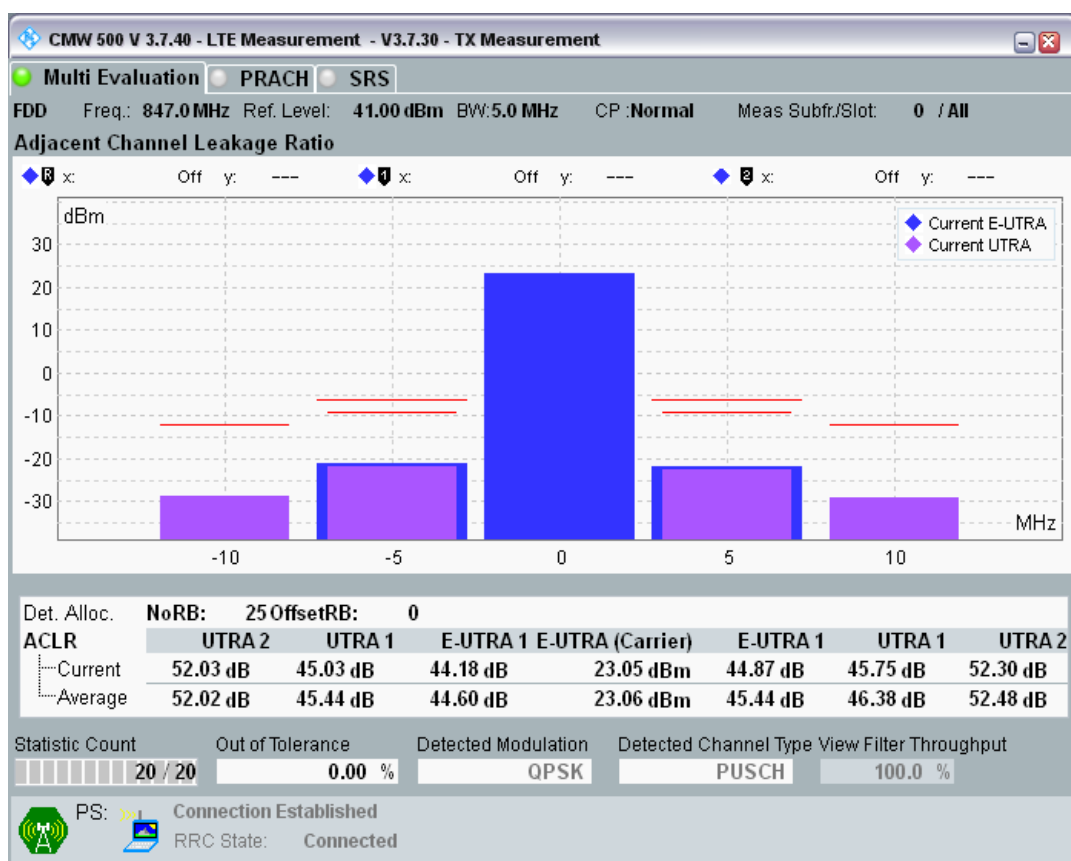 CMW 500 V 3.7.40 - LTE Measurement - V3.7.30 - TX Measurement
Multi Evaluation PRACH SRS
FDD Freq.: 847.0 MHz Ref. Level: 41.00 dBm BW:5.0 MHz CP :Normal Meas Subfr./Slot: 0 / All
Adjacent Channel Leakage Ratio
R x: Off y: --- 1 x: Off y: --- 2 x: Off y: ---
dBm
Current E-UTRA
Current UTRA
30
20
10
0
-10
-20
-30
MHz
-10 -5 0 5 10
Det. Alloc. NoRB: 25 OffsetRB: 0
ACLR UTRA 2 UTRA 1 E-UTRA 1 E-UTRA (Carrier) E-UTRA 1 UTRA 1 UTRA 2
Current 52.03 dB 45.03 dB 44.18 dB 23.05 dBm 44.87 dB 45.75 dB 52.30 dB
Average 52.02 dB 45.44 dB 44.60 dB 23.06 dBm 45.44 dB 46.38 dB 52.48 dB
Statistic Count Out of Tolerance Detected Modulation Detected Channel Type View Filter Throughput
20 / 20 0.00 % QPSK PUSCH 100.0 %
PS: Connection Established
RRC State: Connected